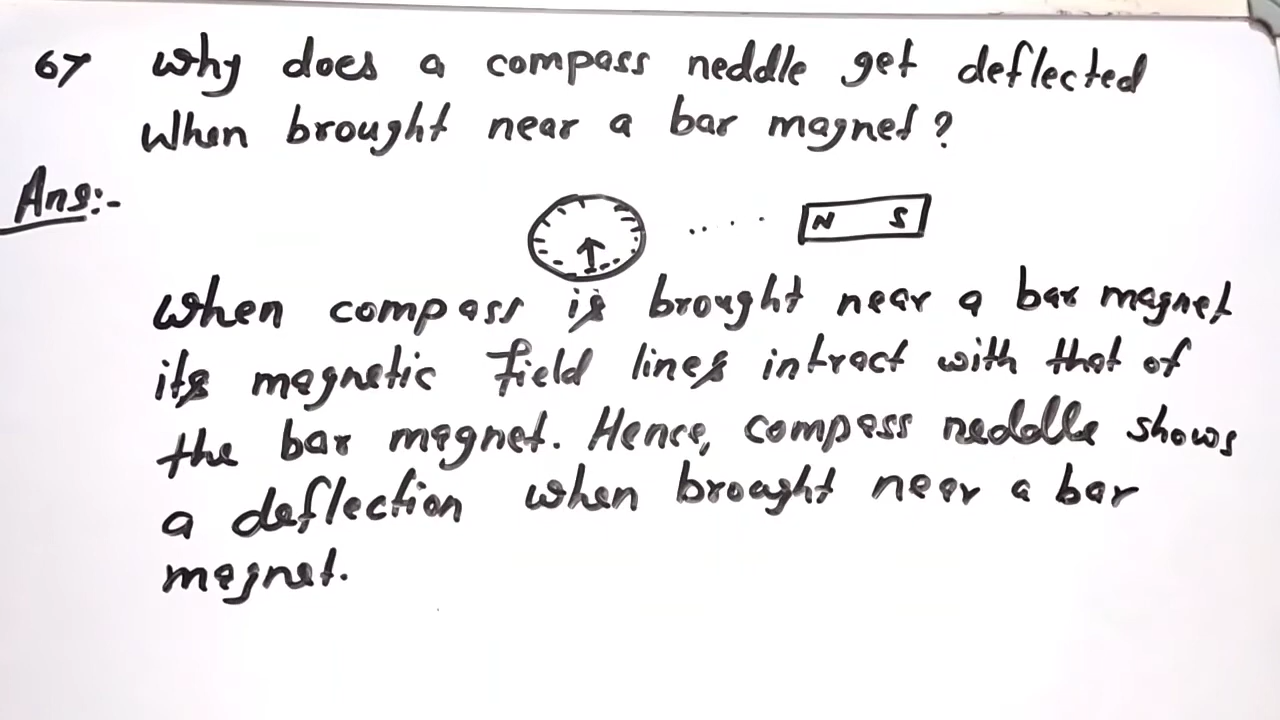 67 Why does a compass neddle get deflected
When brought near a bar magnet?
Ans:-
N S
When compass is brought near a bar magnet
its magnetic field lines intract with that of
the bar magnet. Hence, compass neddle shows
a deflection when brought near a bar
magnet.